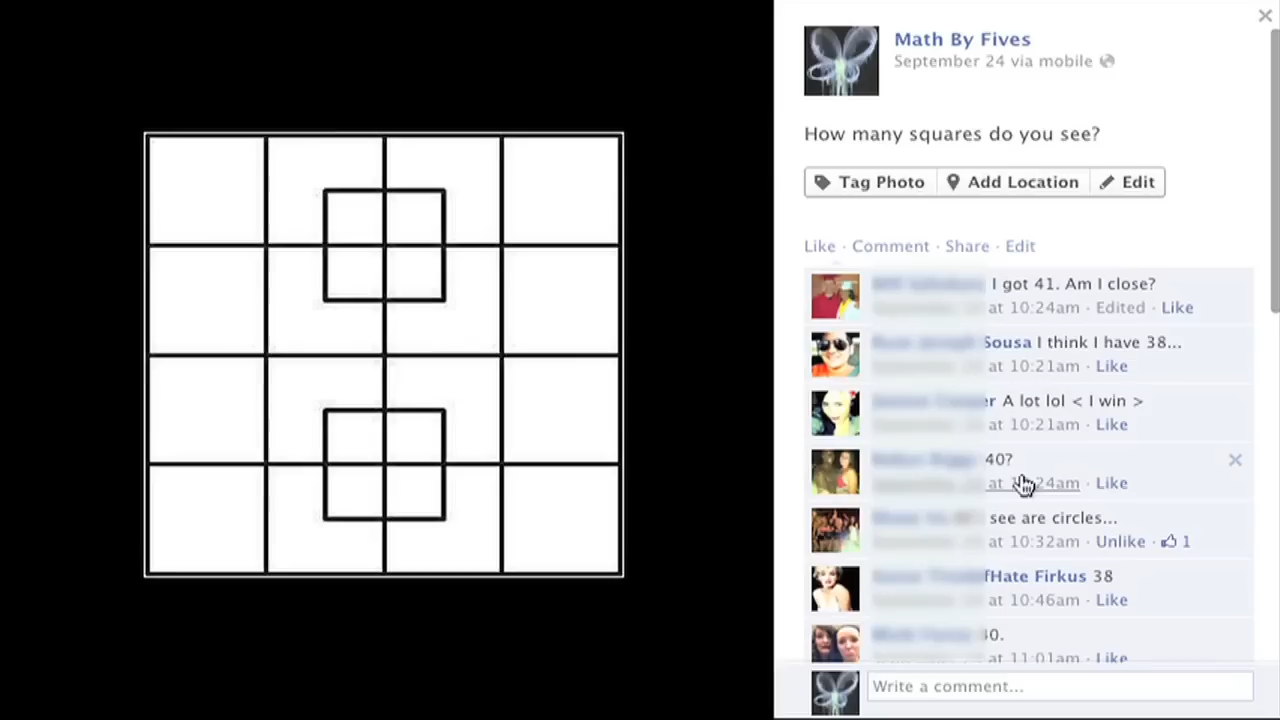 Math By Fives
September 24 via mobile
How many squares do you see?
Tag Photo Add Location Edit
Like · Comment · Share · Edit
I got 41. Am I close?
at 10:24am · Edited · Like
Sousa I think I have 38...
at 10:21am · Like
A lot lol < I win >
at 10:21am · Like
40?
at · Like
see are circles...
at 10:32am · Unlike · 1
Hate Firkus 38
at 10:46am · Like
40.
at 11:01am · Like
Write a comment...